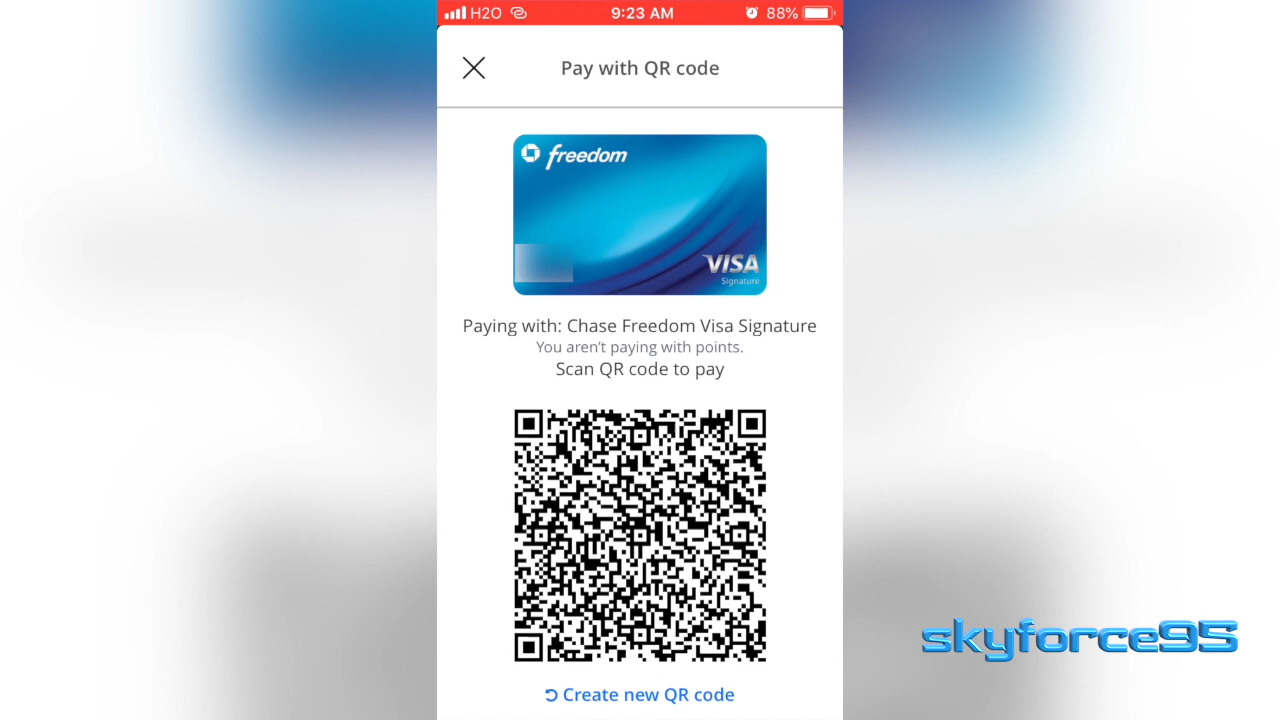 H2O 9:23 AM 88%
Pay with QR code
freedom
VISA
Signature
Paying with: Chase Freedom Visa Signature
You aren't paying with points.
Scan QR code to pay
Create new QR code
skyforce95